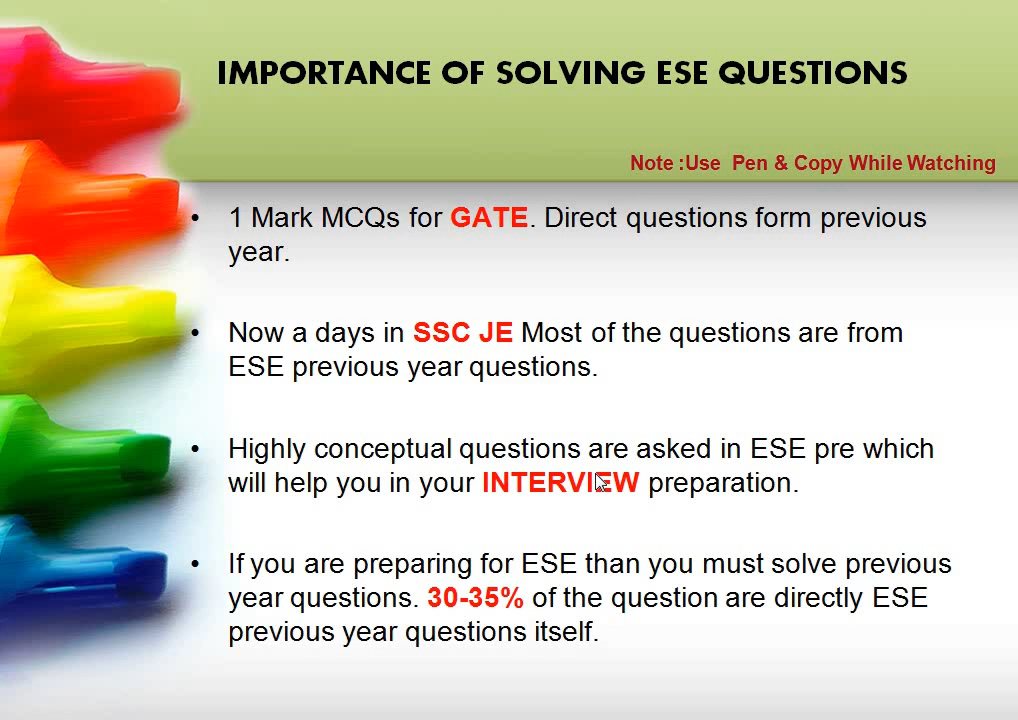 IMPORTANCE OF SOLVING ESE QUESTIONS
Note :Use Pen & Copy While Watching
• 1 Mark MCQs for GATE. Direct questions form previous
year.
• Now a days in SSC JE Most of the questions are from
ESE previous year questions.
• Highly conceptual questions are asked in ESE pre which
will help you in your INTERVIEW preparation.
• If you are preparing for ESE than you must solve previous
year questions. 30-35% of the question are directly ESE
previous year questions itself.